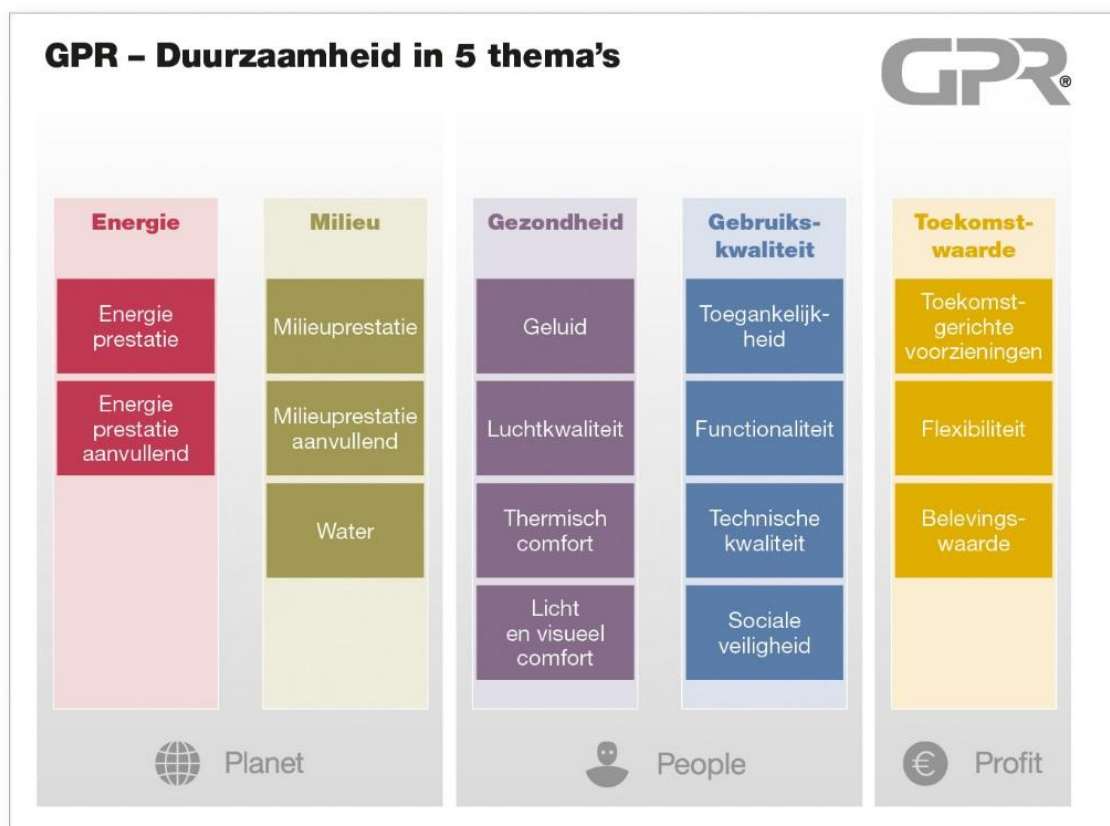 GPR – Duurzaamheid in 5 thema's
GPR®
Energie
Energie
prestatie
Energie
prestatie
aanvullend
Milieu
Milieuprestatie
Milieuprestatie
aanvullend
Water
Planet
Gezondheid
Geluid
Luchtkwaliteit
Thermisch
comfort
Licht
en visueel
comfort
Gebruiks-
kwaliteit
Toegankelijk-
heid
Functionaliteit
Technische
kwaliteit
Sociale
veiligheid
People
Toekomst-
waarde
Toekomst-
gerichte
voorzieningen
Flexibiliteit
Belevings-
waarde
€ Profit